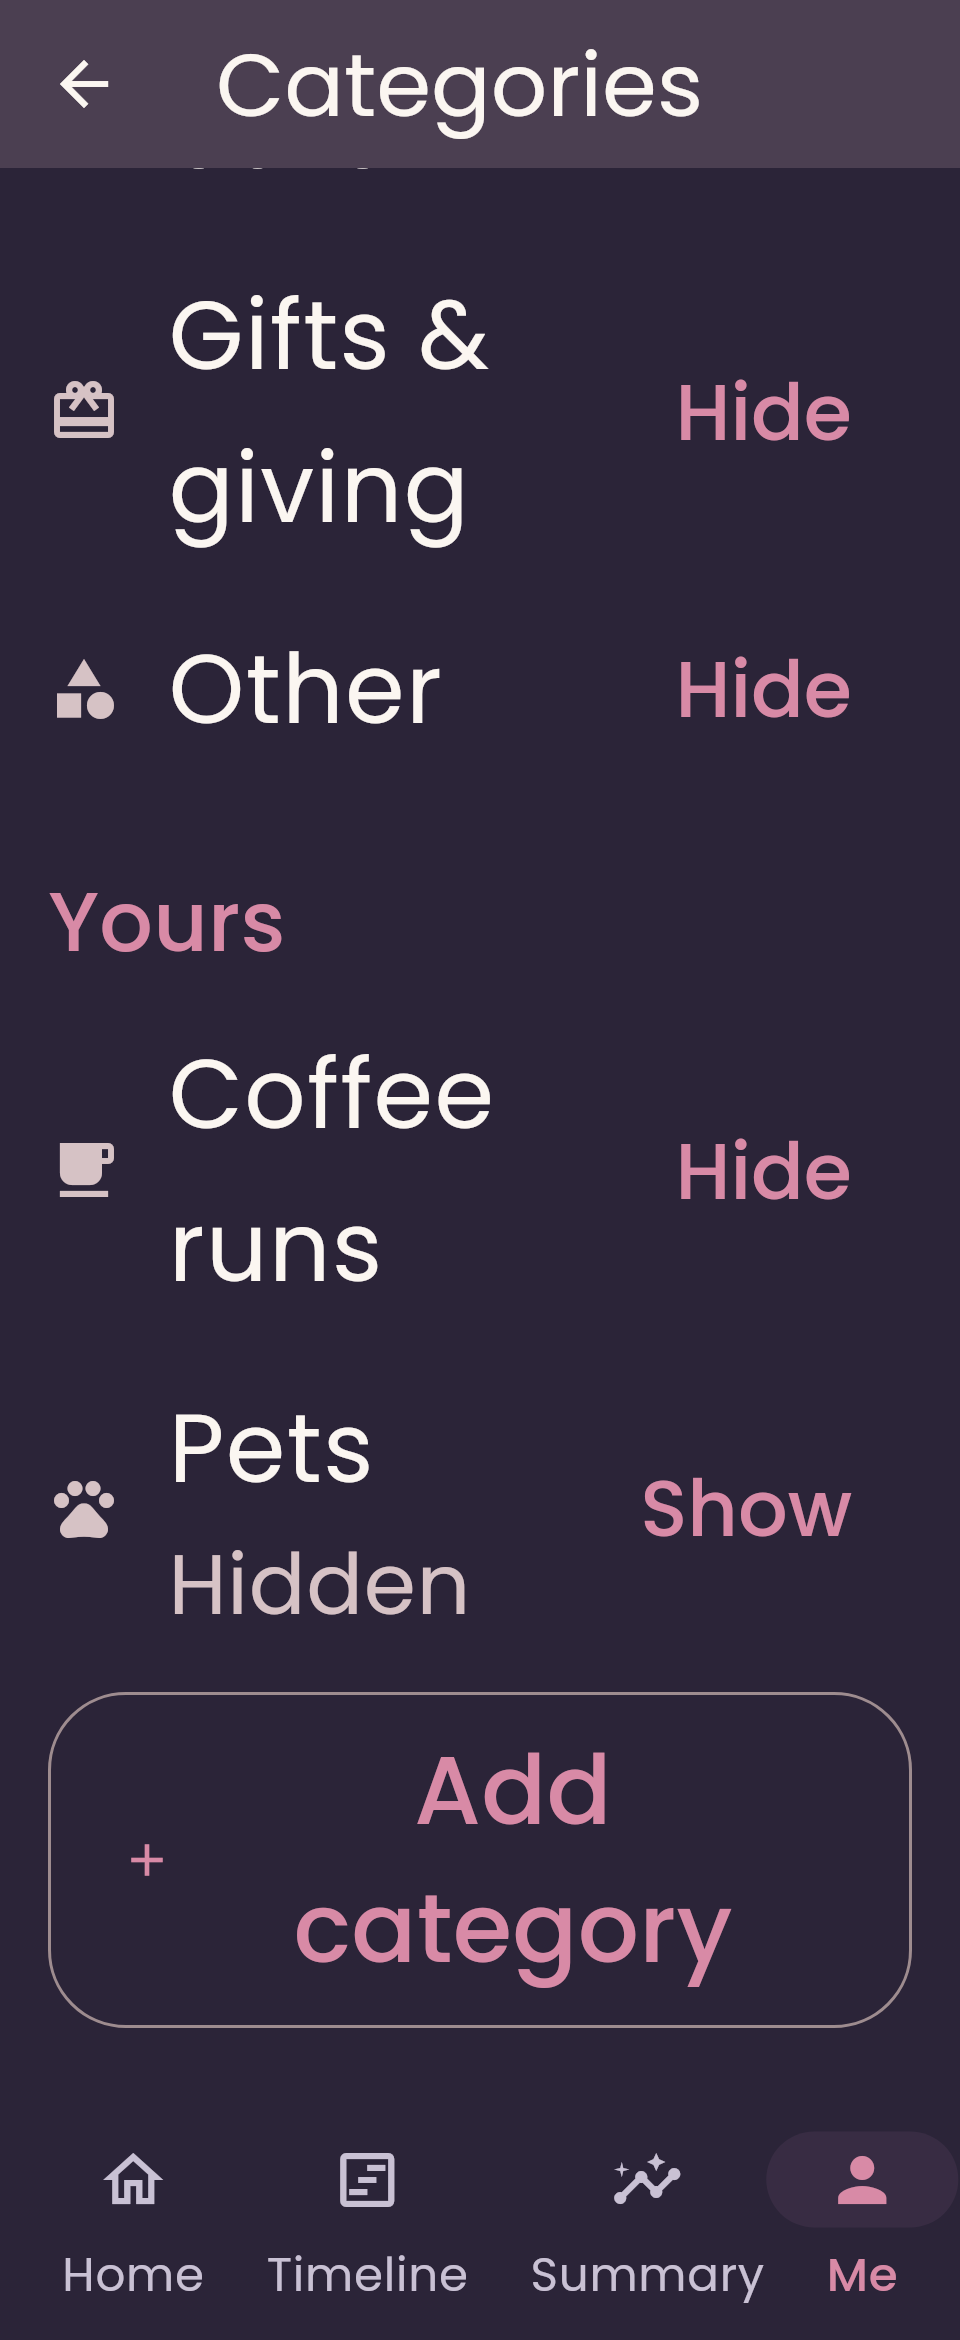 Categories
Gifts &
giving
Hide
Other
Hide
Yours
Coffee
runs
Hide
Pets
Hidden
Show
Add
category
Home
Timeline
Summary
Me